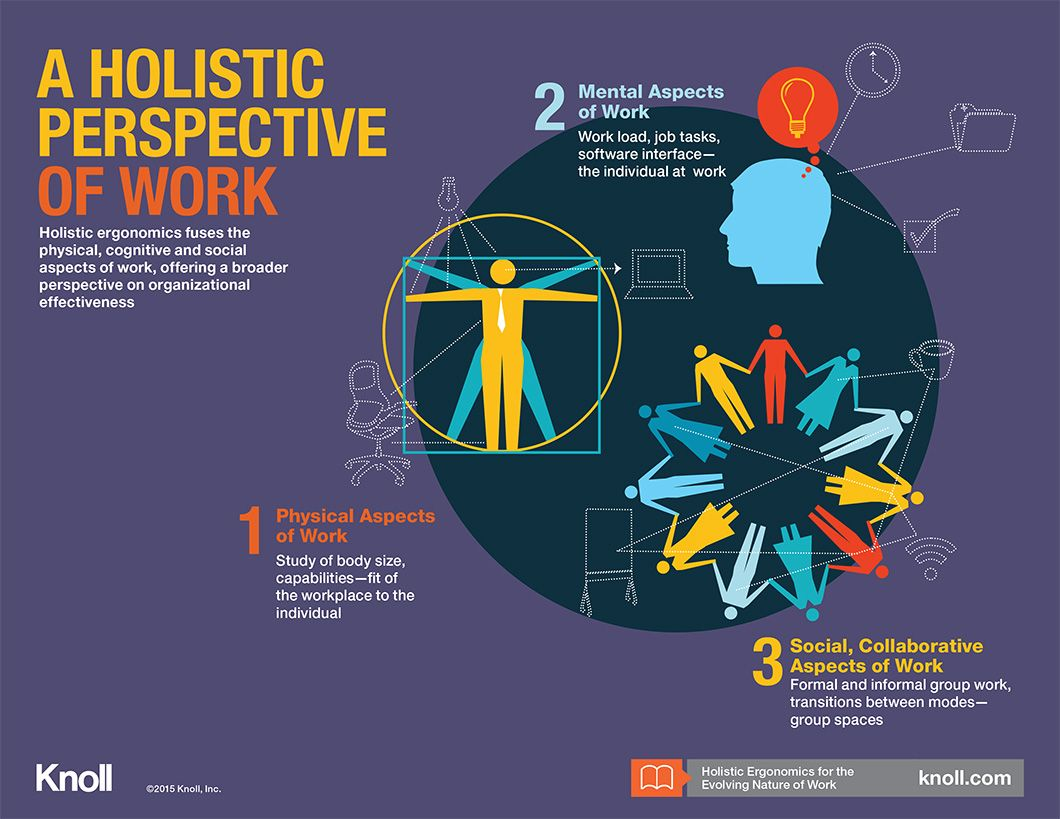 A HOLISTIC
PERSPECTIVE
OF WORK
Holistic ergonomics fuses the
physical, cognitive and social
aspects of work, offering a broader
perspective on organizational
effectiveness
1
Physical Aspects
of Work
Study of body size,
capabilities—fit of
the workplace to the
individual
2
Mental Aspects
of Work
Work load, job tasks,
software interface—
the individual at work
3
Social, Collaborative
Aspects of Work
Formal and informal group work,
transitions between modes—
group spaces
Knoll
©2015 Knoll, Inc.
Holistic Ergonomics for the
Evolving Nature of Work
knoll.com